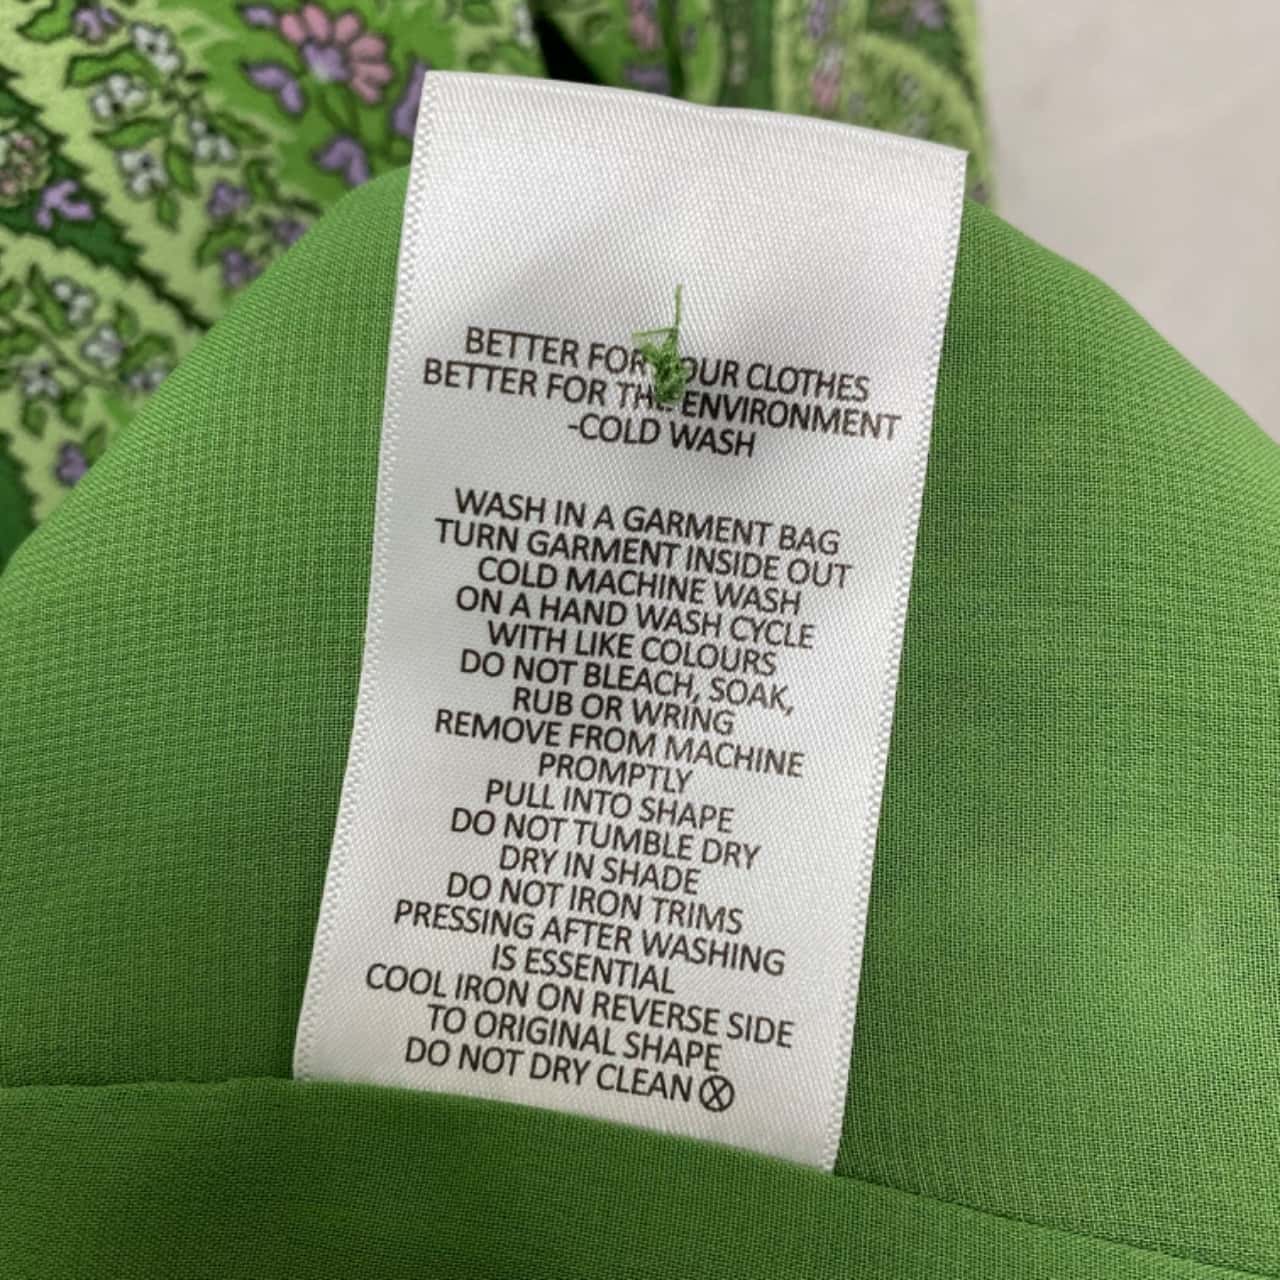 BETTER FOR YOUR CLOTHES
BETTER FOR THE ENVIRONMENT
-COLD WASH
WASH IN A GARMENT BAG
TURN GARMENT INSIDE OUT
COLD MACHINE WASH
ON A HAND WASH CYCLE
WITH LIKE COLOURS
DO NOT BLEACH, SOAK,
RUB OR WRING
REMOVE FROM MACHINE
PROMPTLY
PULL INTO SHAPE
DO NOT TUMBLE DRY
DRY IN SHADE
DO NOT IRON TRIMS
PRESSING AFTER WASHING
IS ESSENTIAL
COOL IRON ON REVERSE SIDE
TO ORIGINAL SHAPE
DO NOT DRY CLEAN